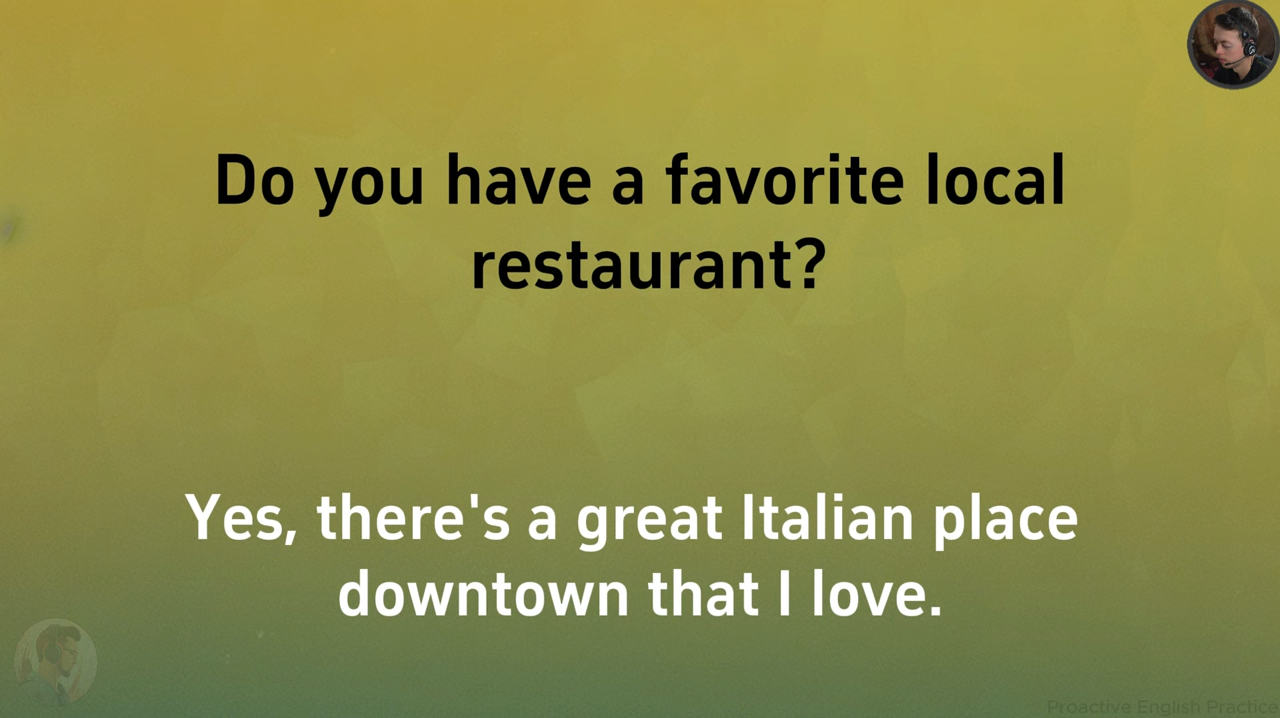 Do you have a favorite local
restaurant?
Yes, there's a great Italian place
downtown that I love.
Proactive English Practice